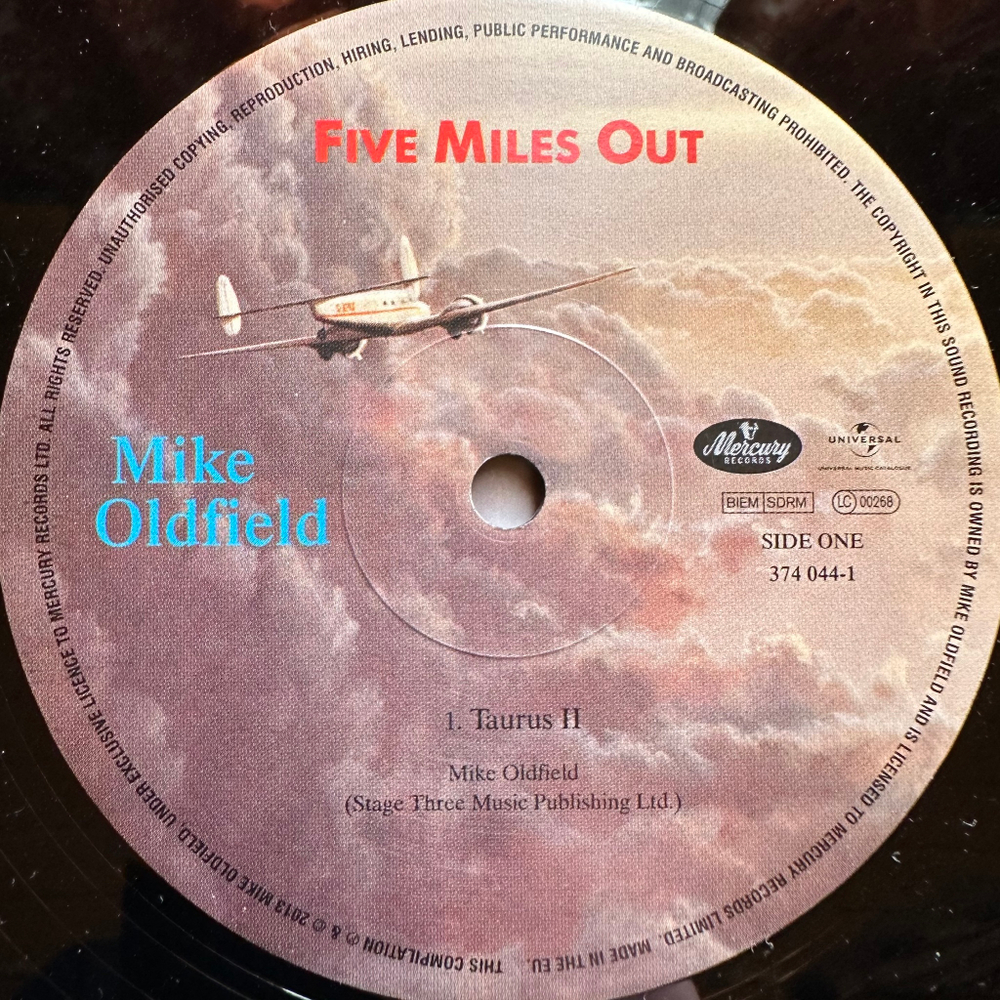 FIVE MILES OUT
Mike
Oldfield
Mercury
RECORDS
UNIVERSAL
UNIVERSAL MUSIC CATALOGUE
BIEM SDRM
LC 00268
SIDE ONE
374 044-1
1. Taurus II
Mike Oldfield
(Stage Three Music Publishing Ltd.)
THIS COMPILATION ℗ & © 2013 MIKE OLDFIELD, UNDER EXCLUSIVE LICENCE TO MERCURY RECORDS LTD. ALL RIGHTS RESERVED. UNAUTHORISED COPYING, REPRODUCTION, HIRING, LENDING, PUBLIC PERFORMANCE AND BROADCASTING PROHIBITED. THE COPYRIGHT IN THIS SOUND RECORDING IS OWNED BY MIKE OLDFIELD AND IS LICENSED TO MERCURY RECORDS LIMITED. MADE IN THE EU.